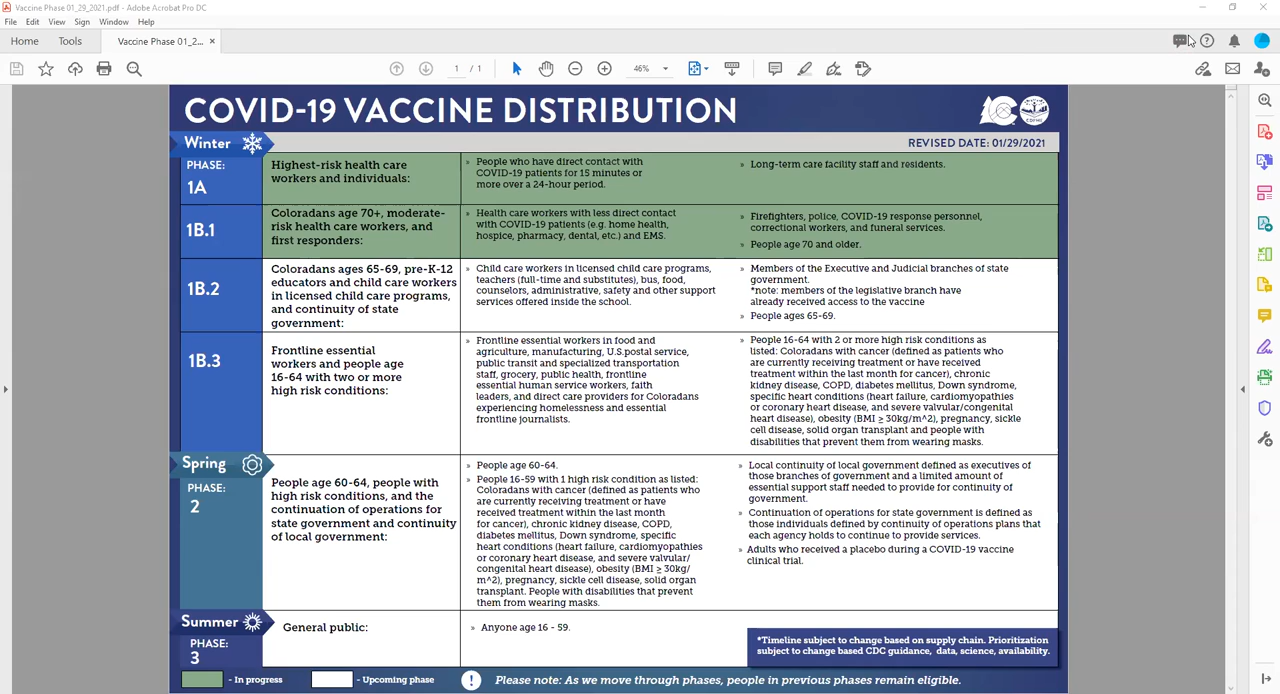 Vaccine Phase 01_29_2021.pdf - Adobe Acrobat Pro DC
File Edit View Sign Window Help
Home Tools Vaccine Phase 01_2... ×
1 / 1 46%
COVID-19 VACCINE DISTRIBUTION
Winter
REVISED DATE: 01/29/2021
PHASE:
1A
Highest-risk health care
workers and individuals:
» People who have direct contact with
COVID-19 patients for 15 minutes or
more over a 24-hour period.
» Long-term care facility staff and residents.
1B.1
Coloradans age 70+, moderate-
risk health care workers, and
first responders:
» Health care workers with less direct contact
with COVID-19 patients (e.g. home health,
hospice, pharmacy, dental, etc.) and EMS.
» Firefighters, police, COVID-19 response personnel,
correctional workers, and funeral services.
» People age 70 and older.
1B.2
Coloradans ages 65-69, pre-K-12
educators and child care workers
in licensed child care programs,
and continuity of state
government:
» Child care workers in licensed child care programs,
teachers (full-time and substitutes), bus, food,
counselors, administrative, safety and other support
services offered inside the school.
» Members of the Executive and Judicial branches of state
government.
*note: members of the legislative branch have
already received access to the vaccine
» People ages 65-69.
1B.3
Frontline essential
workers and people age
16-64 with two or more
high risk conditions:
» Frontline essential workers in food and
agriculture, manufacturing, U.S.postal service,
public transit and specialized transportation
staff, grocery, public health, frontline
essential human service workers, faith
leaders, and direct care providers for Coloradans
experiencing homelessness and essential
frontline journalists.
» People 16-64 with 2 or more high risk conditions as
listed: Coloradans with cancer (defined as patients who
are currently receiving treatment or have received
treatment within the last month for cancer), chronic
kidney disease, COPD, diabetes mellitus, Down syndrome,
specific heart conditions (heart failure, cardiomyopathies
or coronary heart disease, and severe valvular/congenital
heart disease), obesity (BMI ≥ 30kg/m^2), pregnancy, sickle
cell disease, solid organ transplant and people with
disabilities that prevent them from wearing masks.
Spring
PHASE:
2
People age 60-64, people with
high risk conditions, and the
continuation of operations for
state government and continuity
of local government:
» People age 60-64.
» People 16-59 with 1 high risk condition as listed:
Coloradans with cancer (defined as patients who
are currently receiving treatment or have
received treatment within the last month
for cancer), chronic kidney disease, COPD,
diabetes mellitus, Down syndrome, specific
heart conditions (heart failure, cardiomyopathies
or coronary heart disease, and severe valvular/
congenital heart disease), obesity (BMI ≥ 30kg/
m^2), pregnancy, sickle cell disease, solid organ
transplant. People with disabilities that prevent
them from wearing masks.
» Local continuity of local government defined as executives of
those branches of government and a limited amount of
essential support staff needed to provide for continuity of
government.
» Continuation of operations for state government is defined as
those individuals defined by continuity of operations plans that
each agency holds to continue to provide services.
» Adults who received a placebo during a COVID-19 vaccine
clinical trial.
Summer
PHASE:
3
General public:
» Anyone age 16 - 59.
*Timeline subject to change based on supply chain. Prioritization
subject to change based CDC guidance, data, science, availability.
- In progress - Upcoming phase
! Please note: As we move through phases, people in previous phases remain eligible.